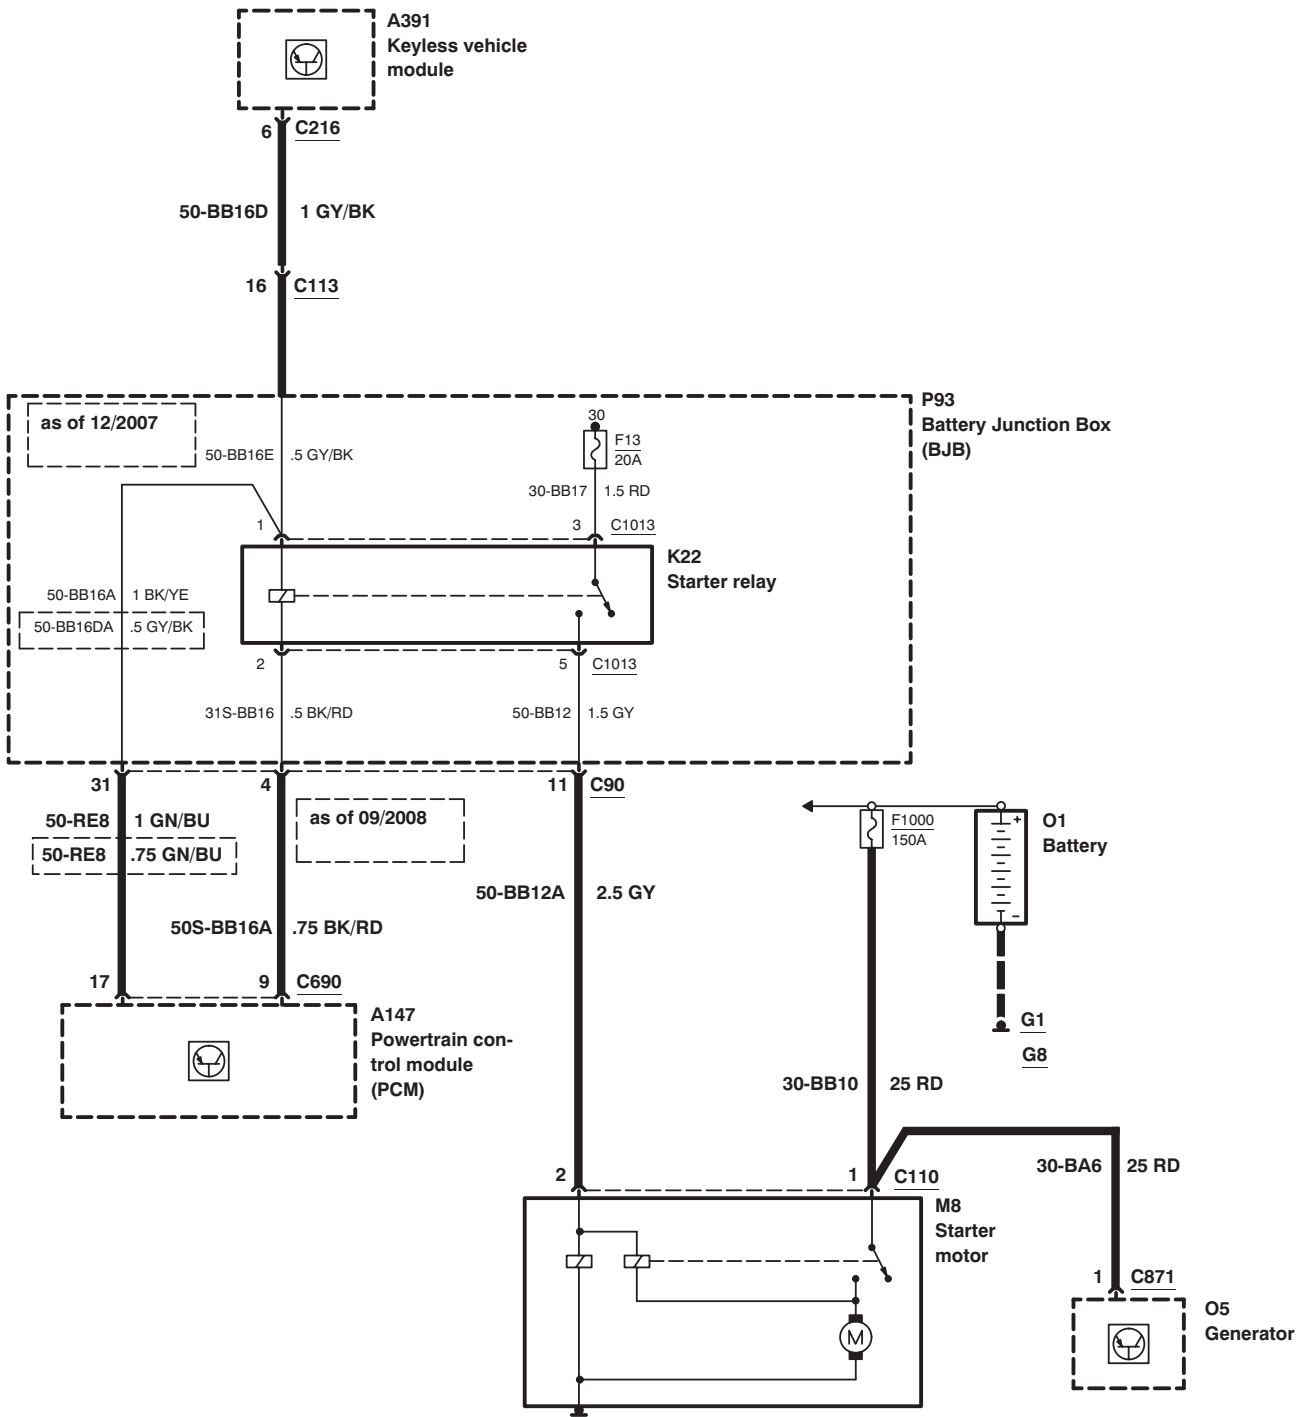 A391
Keyless vehicle
module
6 C216
50-BB16D 1 GY/BK
16 C113
P93
Battery Junction Box
(BJB)
as of 12/2007
30
F13
20A
50-BB16E .5 GY/BK
30-BB17 1.5 RD
1 3 C1013
K22
Starter relay
50-BB16A 1 BK/YE
50-BB16DA .5 GY/BK
2 5 C1013
31S-BB16 .5 BK/RD
50-BB12 1.5 GY
31 4 11 C90
50-RE8 1 GN/BU
as of 09/2008
50-RE8 .75 GN/BU
F1000
150A
+
-
O1
Battery
50-BB12A 2.5 GY
50S-BB16A .75 BK/RD
17 9 C690
A147
Powertrain con-
trol module
(PCM)
G1
G8
30-BB10 25 RD
30-BA6 25 RD
2 1 C110
M8
Starter
motor
M
1 C871
O5
Generator